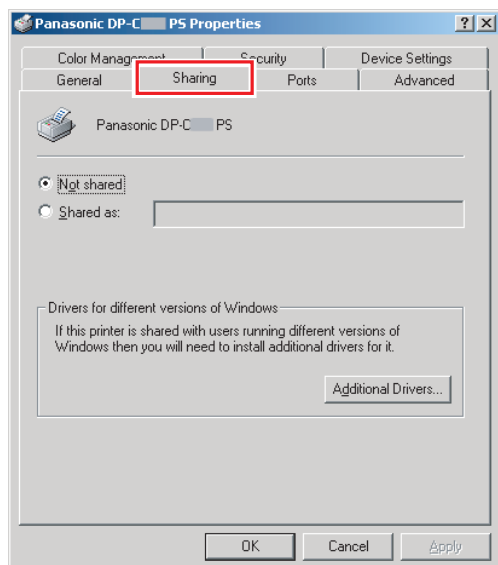 Panasonic DP-C PS Properties
Color Management Security Device Settings
General Sharing Ports Advanced
Panasonic DP-C PS
Not shared
Shared as:
Drivers for different versions of Windows
If this printer is shared with users running different versions of
Windows then you will need to install additional drivers for it.
Additional Drivers...
OK Cancel Apply